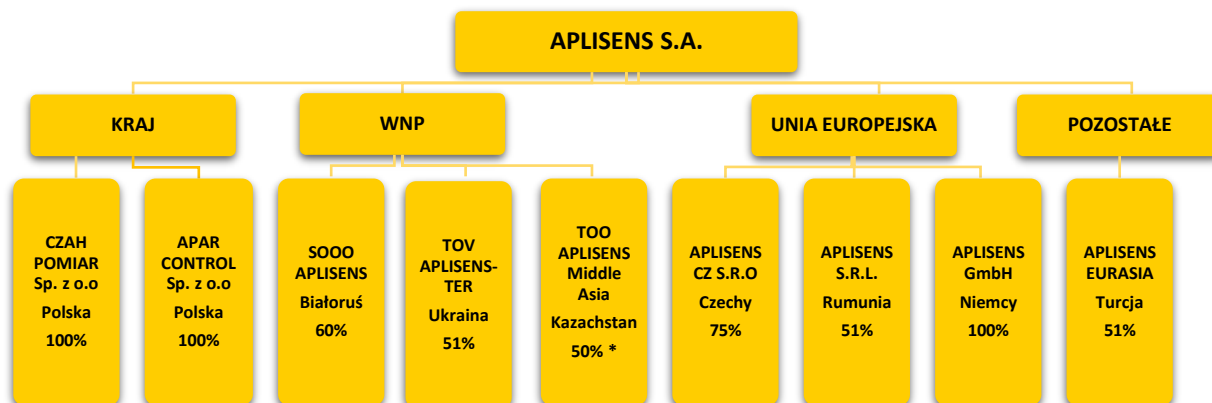 APLISENS S.A.
KRAJ
WNP
UNIA EUROPEJSKA
POZOSTAŁE
CZAH
POMIAR
Sp. z o.o
Polska
100%
APAR
CONTROL
Sp. z o.o
Polska
100%
SOOO
APLISENS
Białoruś
60%
TOV
APLISENS-
TER
Ukraina
51%
TOO
APLISENS
Middle
Asia
Kazachstan
50% *
APLISENS
CZ S.R.O
Czechy
75%
APLISENS
S.R.L.
Rumunia
51%
APLISENS
GmbH
Niemcy
100%
APLISENS
EURASIA
Turcja
51%